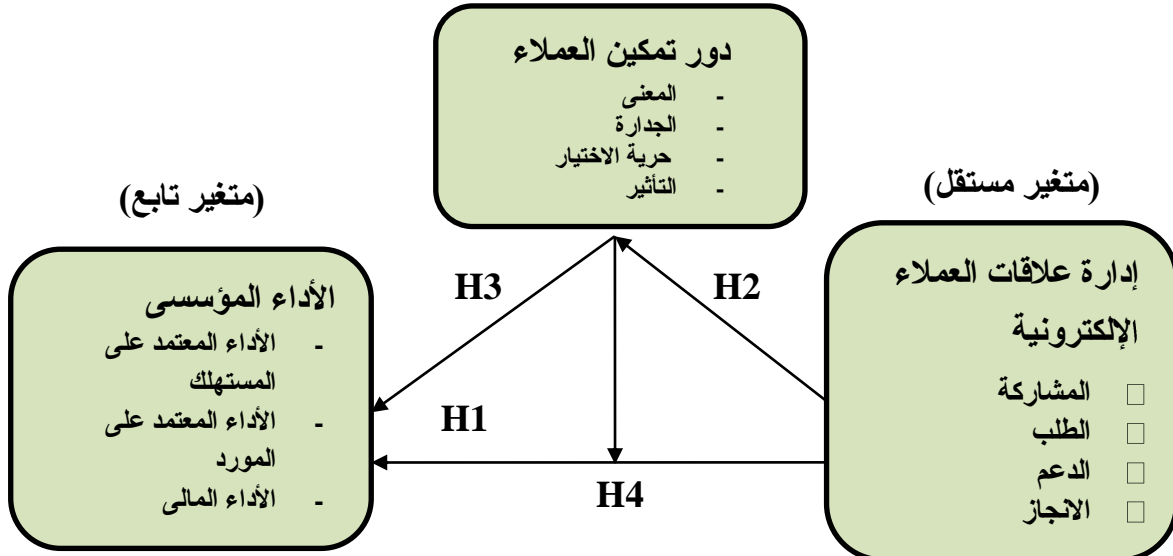 دور تمكين العملاء
- المعنى
- الجدارة
- حرية الاختيار
- التأثير
(متغير مستقل)
(متغير تابع)
إدارة علاقات العملاء
الإلكترونية
المشاركة
الطلب
الدعم
الانجاز
H2
H3
H1
H4
الأداء المؤسسى
- الأداء المعتمد على
المستهلك
- الأداء المعتمد على
المورد
- الأداء المالى